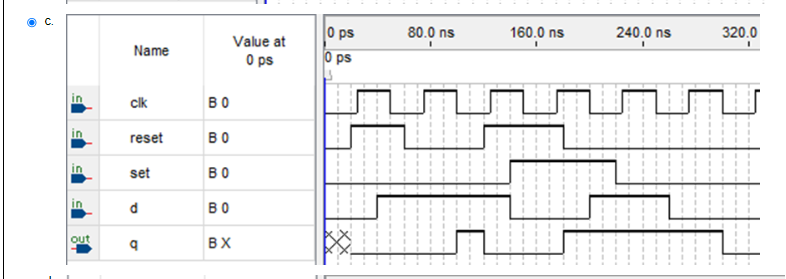 c.
0 ps 80.0 ns 160.0 ns 240.0 ns 320.0
Name Value at
0 ps
0 ps
in clk B 0
in reset B 0
in set B 0
in d B 0
out q B X